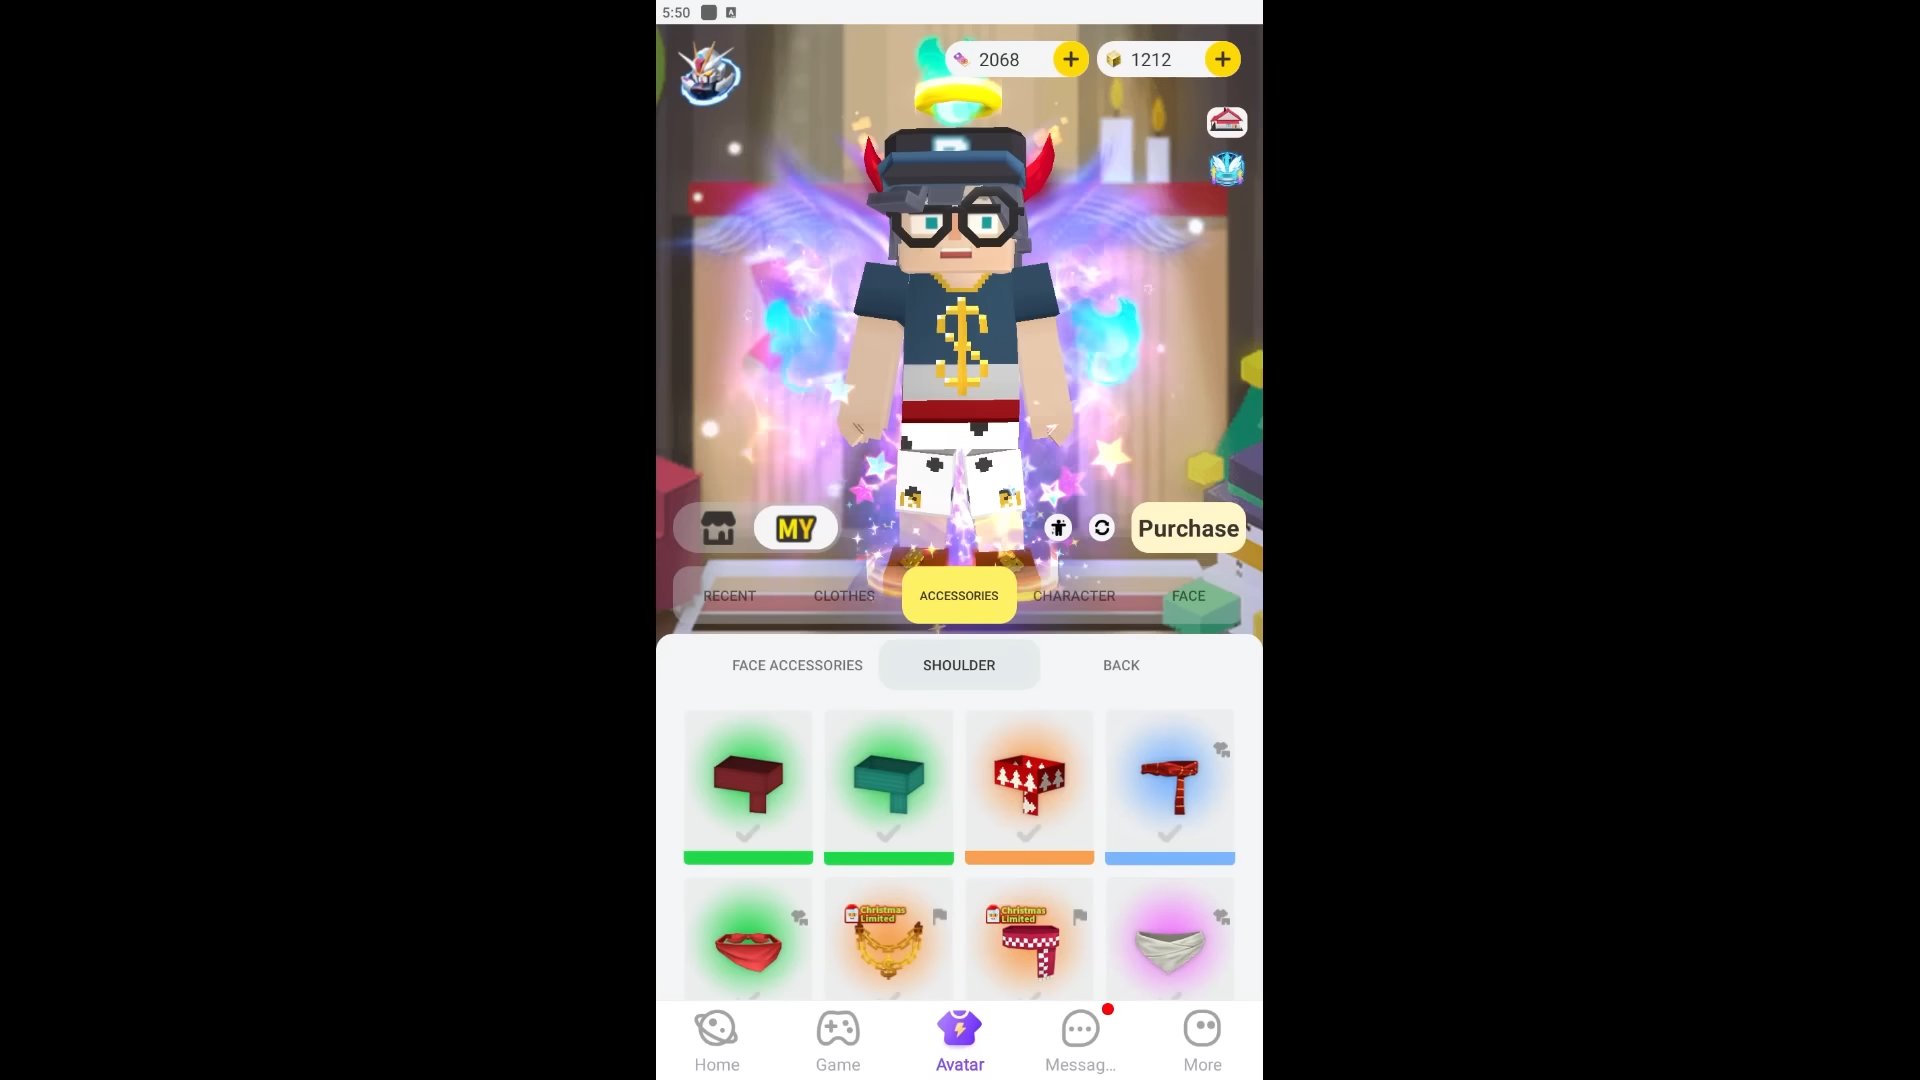 5:50
2068
1212
MY
Purchase
RECENT
CLOTHES
ACCESSORIES
CHARACTER
FACE
FACE ACCESSORIES
SHOULDER
BACK
Christmas
Limited
Christmas
Limited
Home
Game
Avatar
Messag...
More